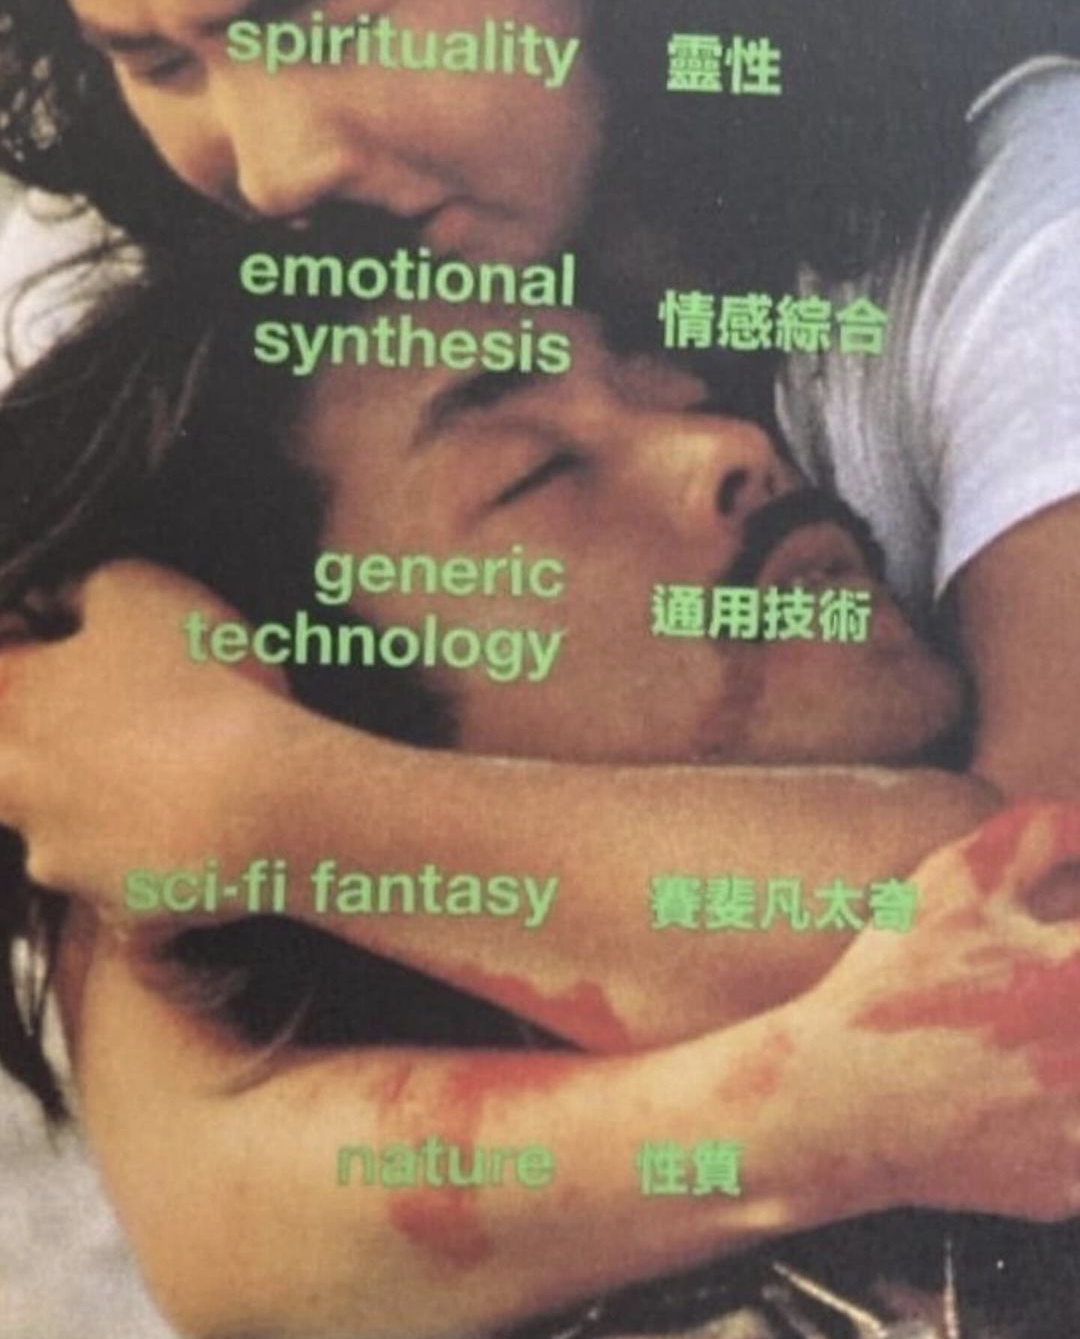 spirituality 靈性
emotional
synthesis 情感綜合
generic
technology 通用技術
sci-fi fantasy 賽斐凡太奇
nature 性質